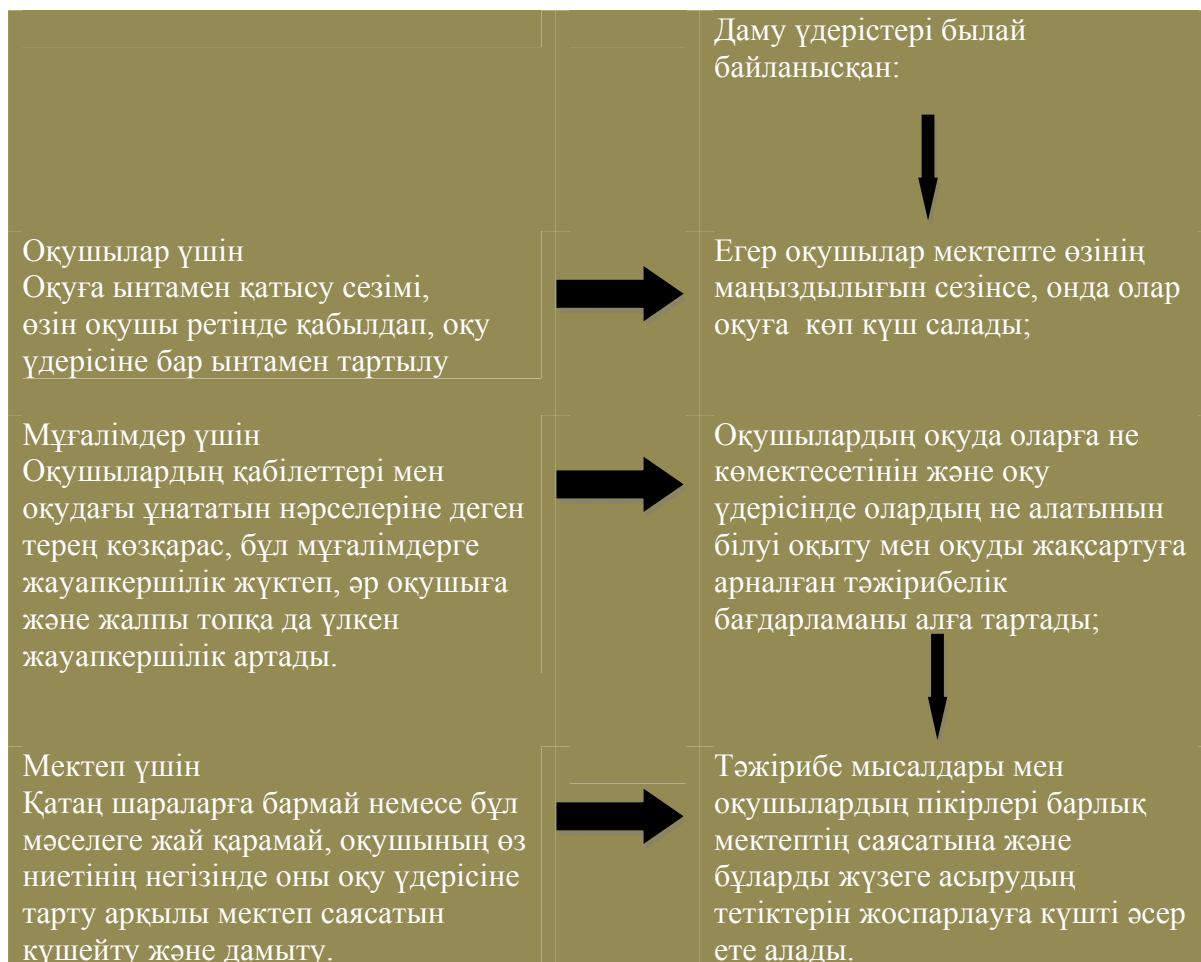 Даму үдерістері былай
байланысқан:
Оқушылар үшін
Оқуға ынтамен қатысу сезімі,
өзін оқушы ретінде қабылдап, оқу
үдерісіне бар ынтамен тартылу
Егер оқушылар мектепте өзінің
маңыздылығын сезінсе, онда олар
оқуға көп күш салады;
Мұғалімдер үшін
Оқушылардың қабілеттері мен
оқудағы ұнататын нәрселеріне деген
терең көзқарас, бұл мұғалімдерге
жауапкершілік жүктеп, әр оқушыға
және жалпы топқа да үлкен
жауапкершілік артады.
Оқушылардың оқуда оларға не
көмектесетінін және оқу
үдерісінде олардың не алатынын
білуі оқыту мен оқуды жақсартуға
арналған тәжірибелік
бағдарламаны алға тартады;
Мектеп үшін
Қатаң шараларға бармай немесе бұл
мәселеге жай қарамай, оқушының өз
ниетінің негізінде оны оқу үдерісіне
тарту арқылы мектеп саясатын
күшейту және дамыту.
Тәжірибе мысалдары мен
оқушылардың пікірлері барлық
мектептің саясатына және
бұларды жүзеге асырудың
тетіктерін жоспарлауға күшті әсер
ете алады.